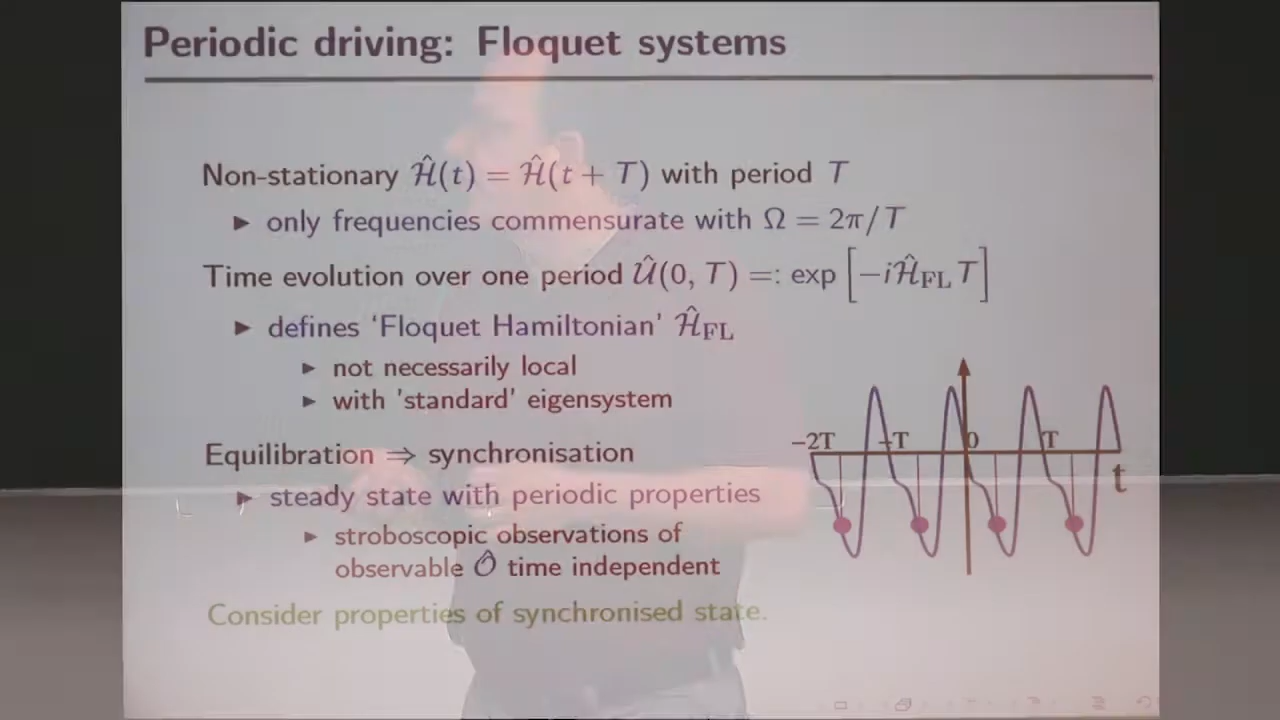 Periodic driving: Floquet systems
Non-stationary Ĥ(t) = Ĥ(t + T) with period T
► only frequencies commensurate with Ω = 2π/T
Time evolution over one period Û(0, T) =: exp [−iĤ_FL T]
► defines ‘Floquet Hamiltonian’ Ĥ_FL
► not necessarily local
► with 'standard' eigensystem
Equilibration ⇒ synchronisation
► steady state with periodic properties
► stroboscopic observations of
observable Ô time independent
Consider properties of synchronised state.
−2T −T 0 T
t